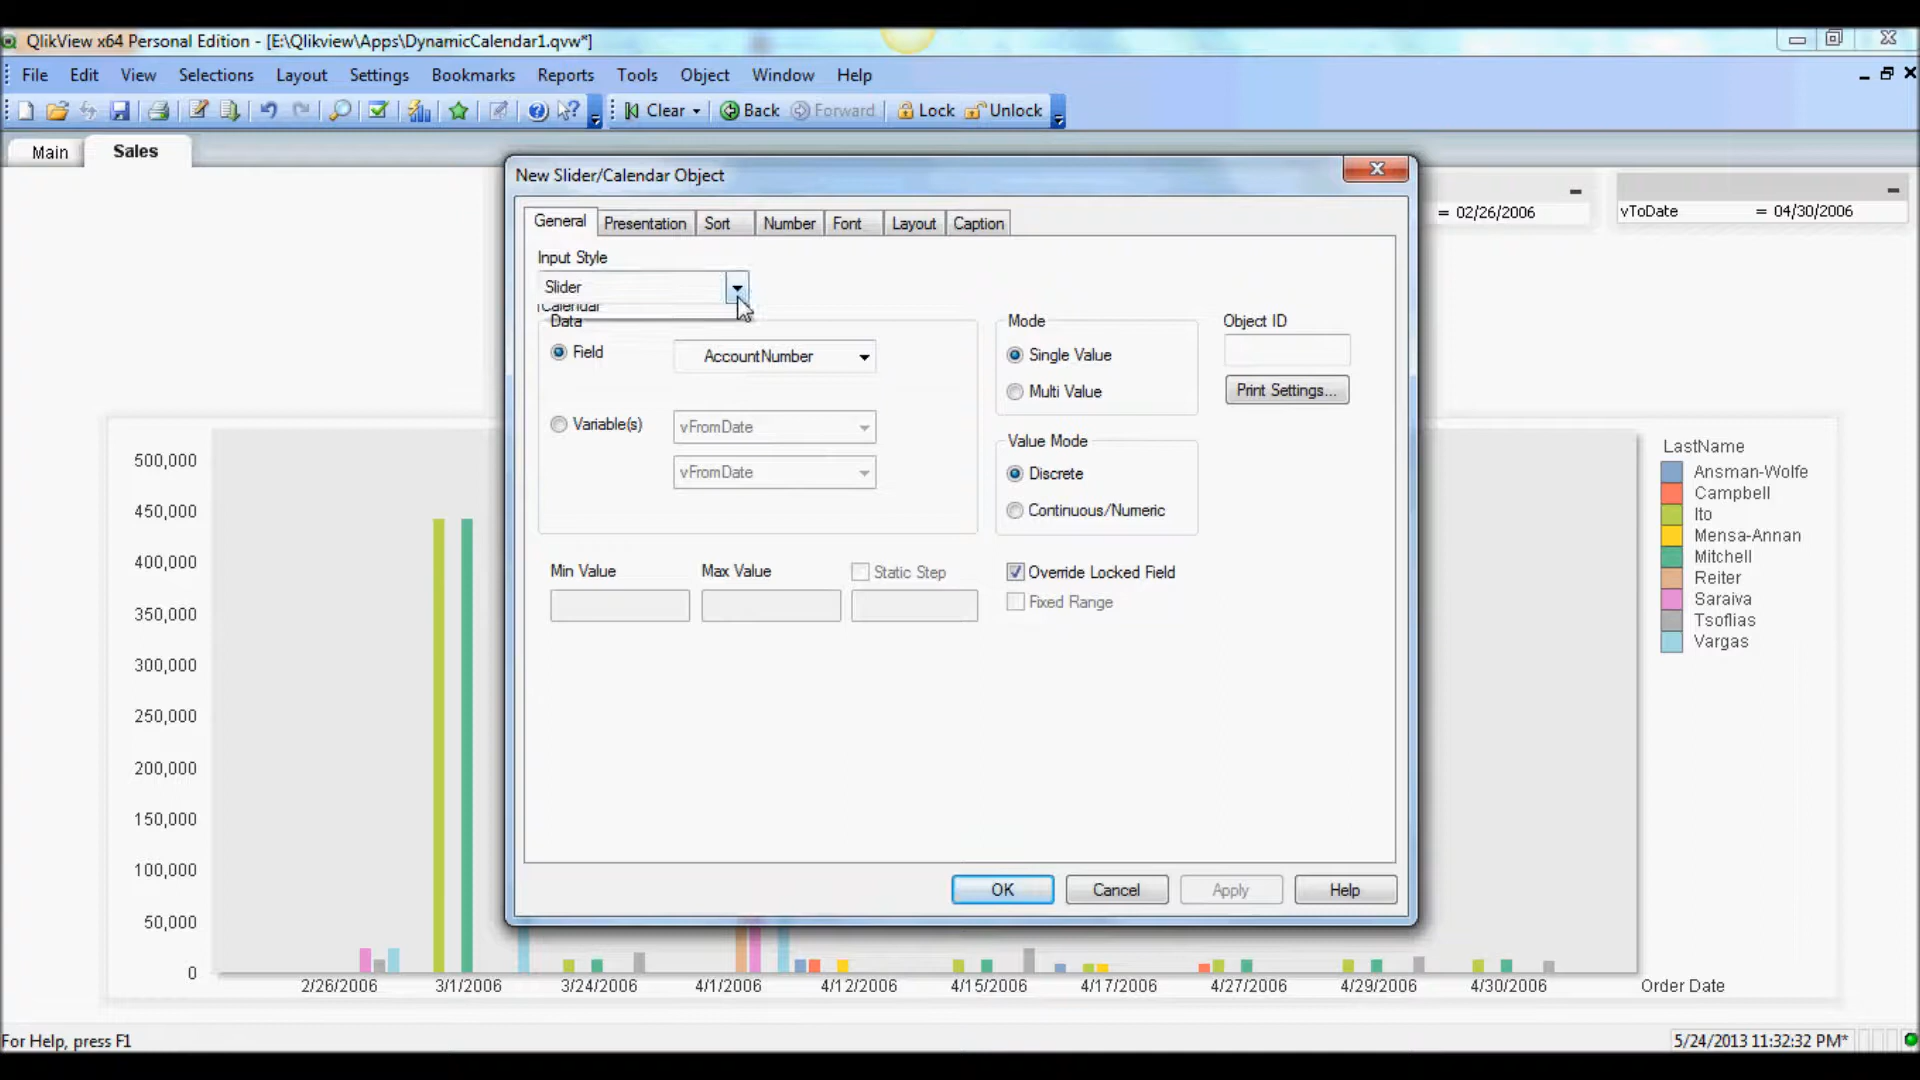 QlikView x64 Personal Edition - [E:\Qlikview\Apps\DynamicCalendar1.qvw*]
File Edit View Selections Layout Settings Bookmarks Reports Tools Object Window Help
Clear Back Forward Lock Unlock
Main Sales
New Slider/Calendar Object
General Presentation Sort Number Font Layout Caption
= 02/26/2006
vToDate = 04/30/2006
Input Style
Slider
Calendar
Data
Field AccountNumber
Variable(s) vFromDate
vFromDate
Mode
Single Value
Multi Value
Value Mode
Discrete
Continuous/Numeric
Object ID
Print Settings...
Min Value Max Value Static Step
Override Locked Field
Fixed Range
OK Cancel Apply Help
500,000
450,000
400,000
350,000
300,000
250,000
200,000
150,000
100,000
50,000
0
2/26/2006 3/1/2006 3/24/2006 4/1/2006 4/12/2006 4/15/2006 4/17/2006 4/27/2006 4/29/2006 4/30/2006 Order Date
LastName
Ansman-Wolfe
Campbell
Ito
Mensa-Annan
Mitchell
Reiter
Saraiva
Tsoflias
Vargas
For Help, press F1
5/24/2013 11:32:32 PM*